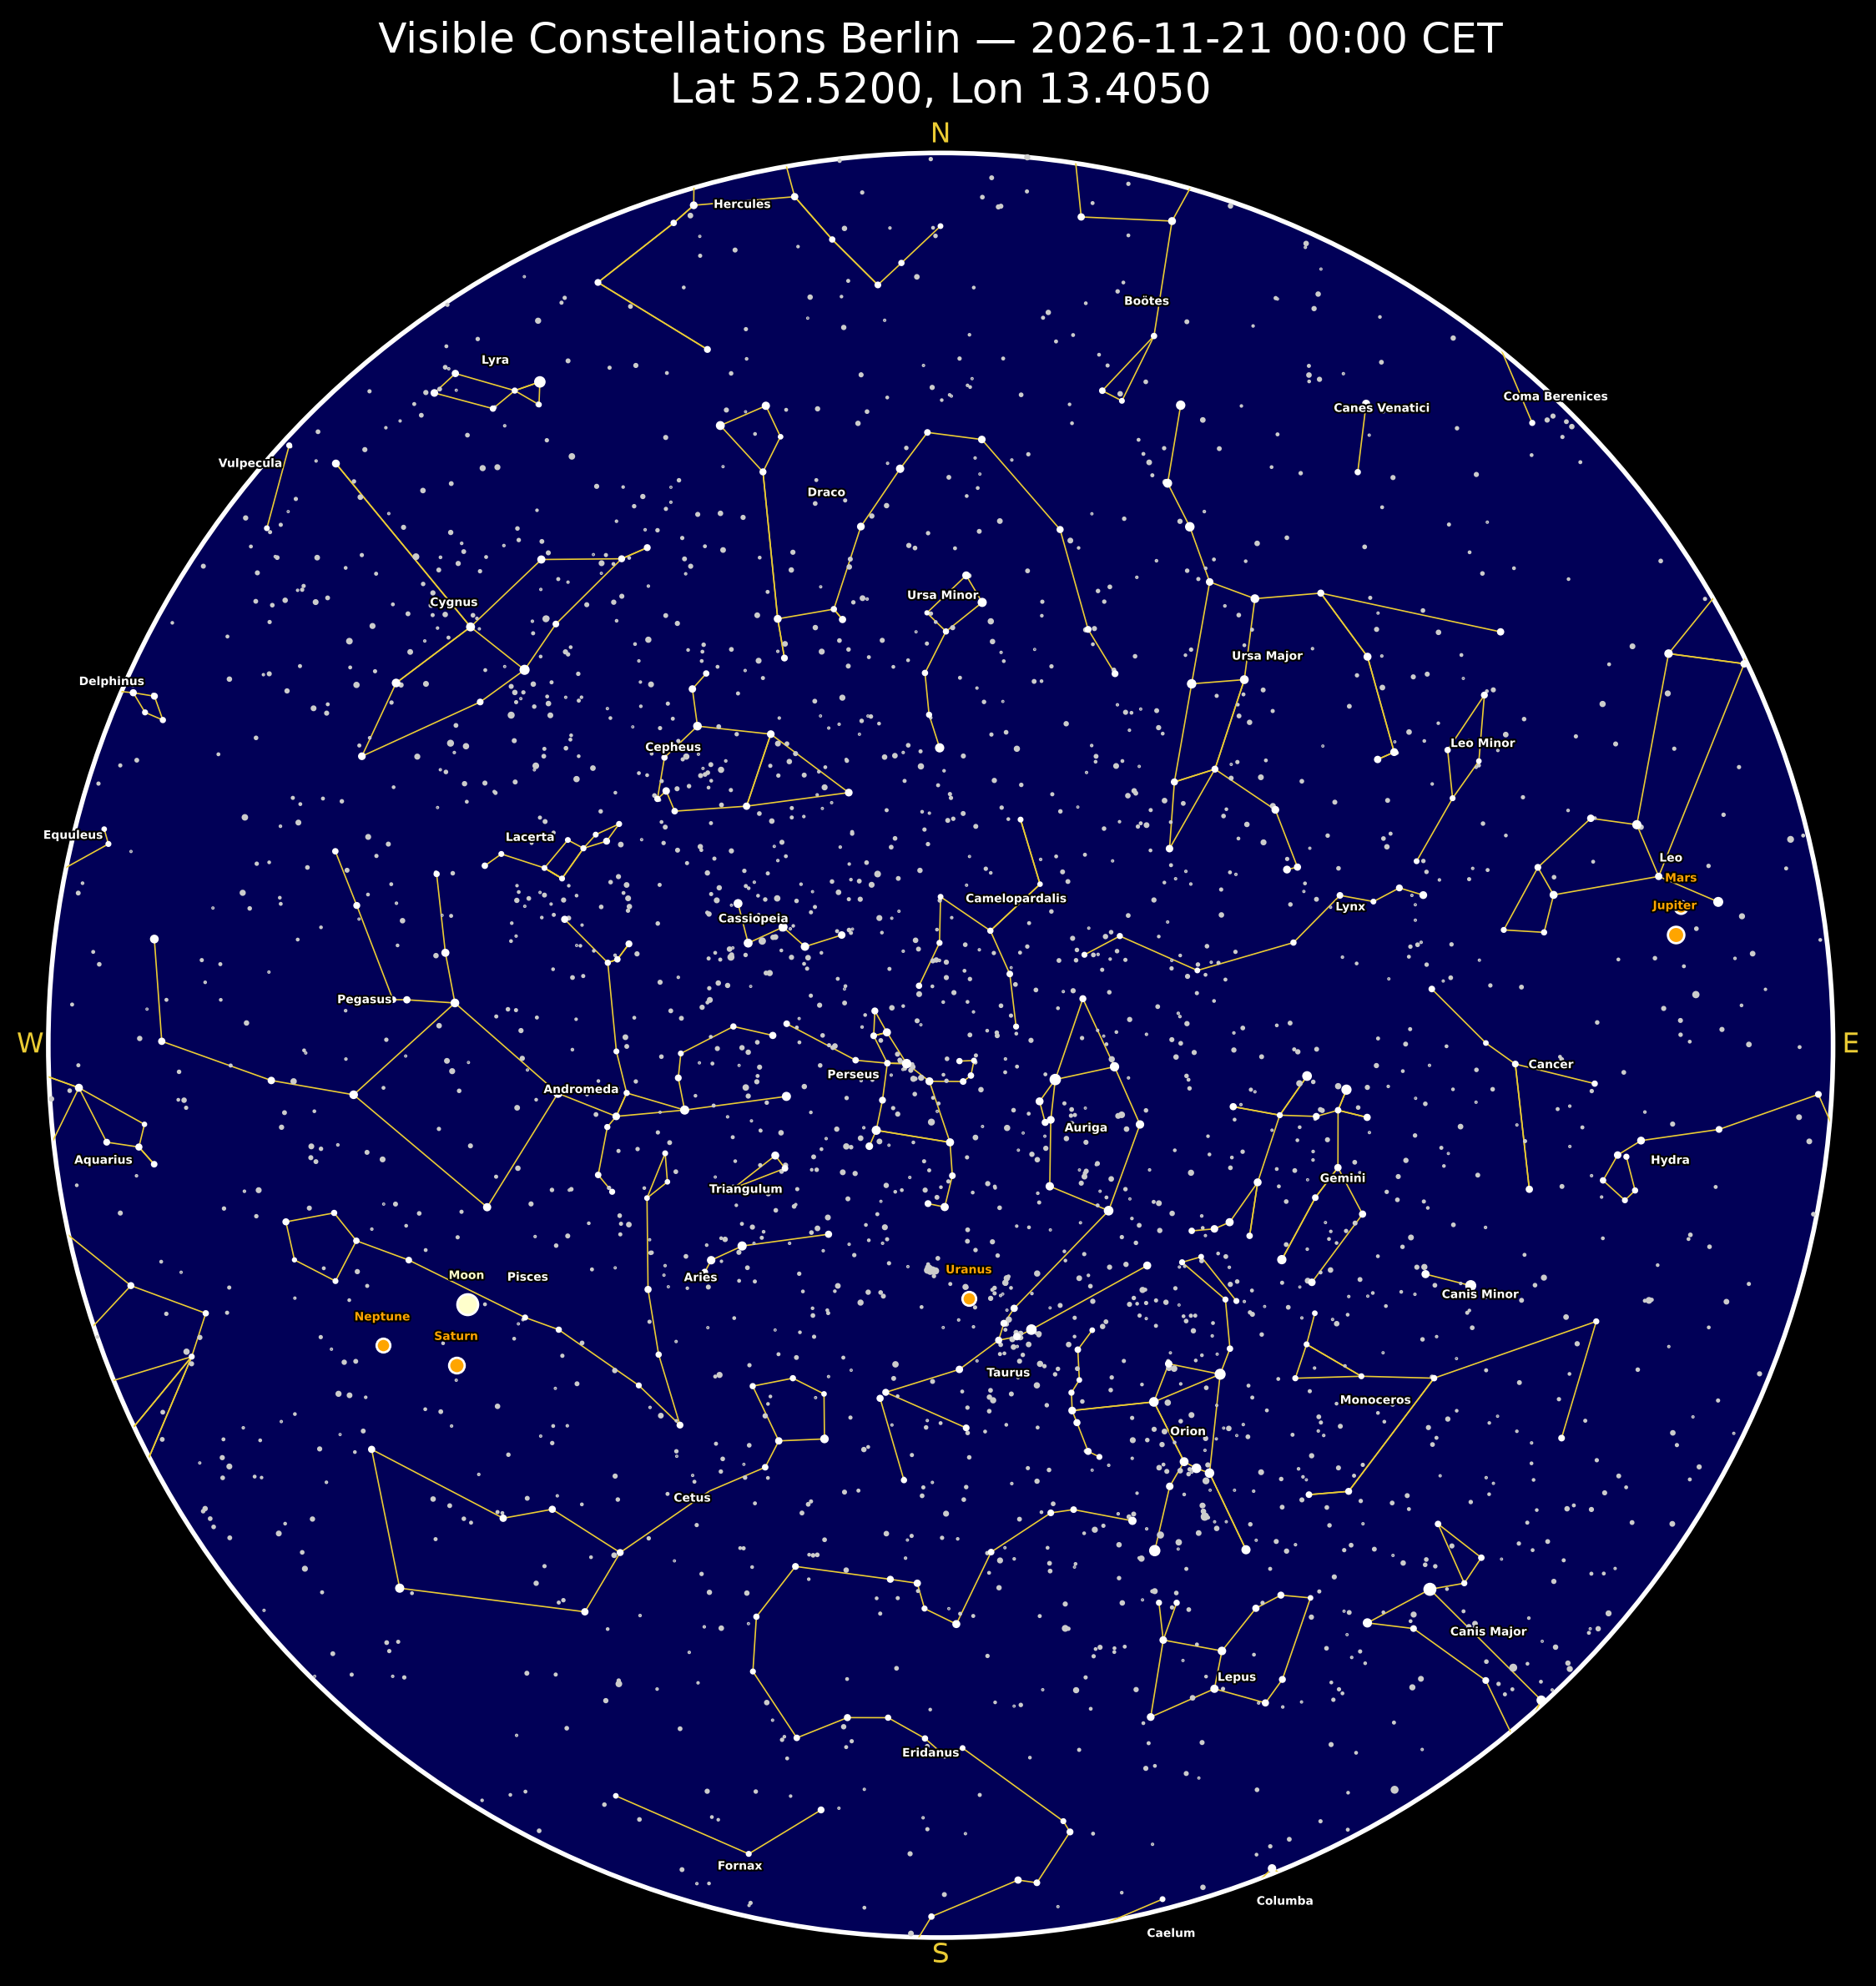 Visible Constellations Berlin — 2026-11-21 00:00 CET
Lat 52.5200, Lon 13.4050
N
Hercules
Boötes
Lyra
Coma Berenices
Canes Venatici
Vulpecula
Draco
Ursa Minor
Cygnus
Ursa Major
Delphinus
Leo Minor
Cepheus
Equuleus
Lacerta
Leo
Mars
Camelopardalis
Jupiter
Lynx
Cassiopeia
Pegasus
W
E
Cancer
Perseus
Andromeda
Auriga
Aquarius
Hydra
Gemini
Triangulum
Uranus
Moon
Pisces
Aries
Canis Minor
Neptune
Saturn
Taurus
Monoceros
Orion
Cetus
Canis Major
Lepus
Eridanus
Fornax
Columba
Caelum
S